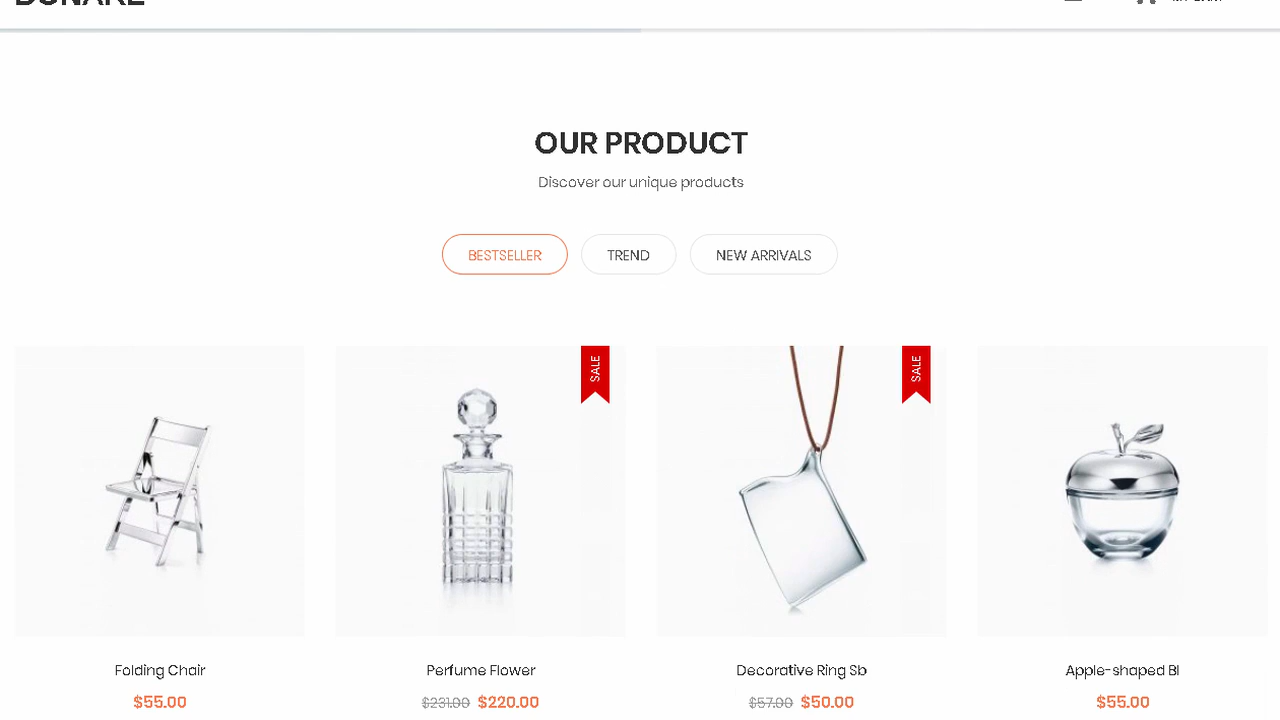 OUR PRODUCT
Discover our unique products
BESTSELLER TREND NEW ARRIVALS
SALE SALE
Folding Chair Perfume Flower Decorative Ring Sb Apple-shaped Bl
$55.00 $231.00 $220.00 $57.00 $50.00 $55.00